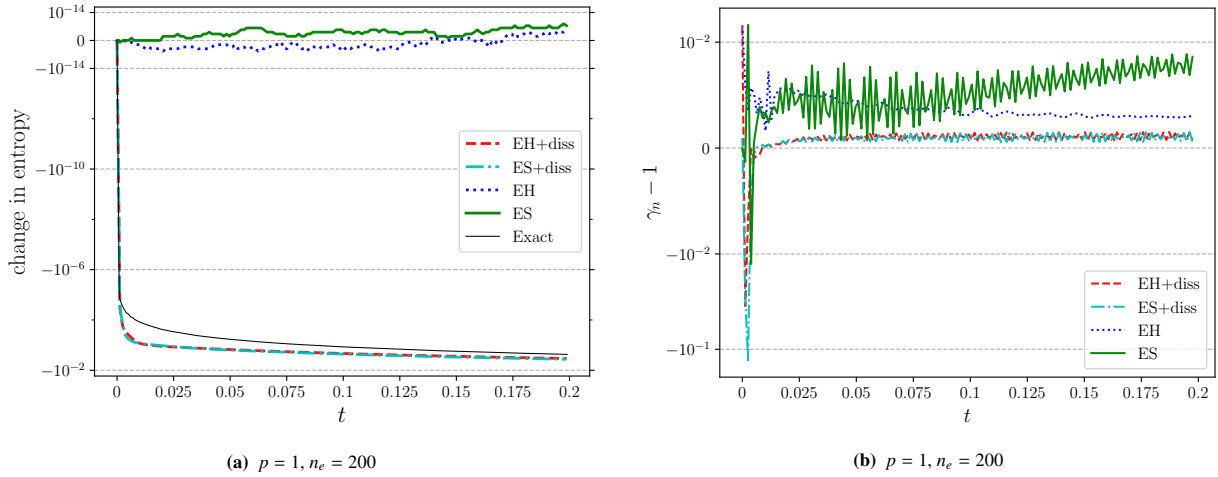 10⁻¹⁴
0
−10⁻¹⁴
−10⁻¹⁰
−10⁻⁶
−10⁻²
change in entropy
EH+diss
ES+diss
EH
ES
Exact
0 0.025 0.05 0.075 0.1 0.125 0.15 0.175 0.2
t
(a) p = 1, nₑ = 200
10⁻²
0
−10⁻²
−10⁻¹
γₙ − 1
EH+diss
ES+diss
EH
ES
0 0.025 0.05 0.075 0.1 0.125 0.15 0.175 0.2
t
(b) p = 1, nₑ = 200